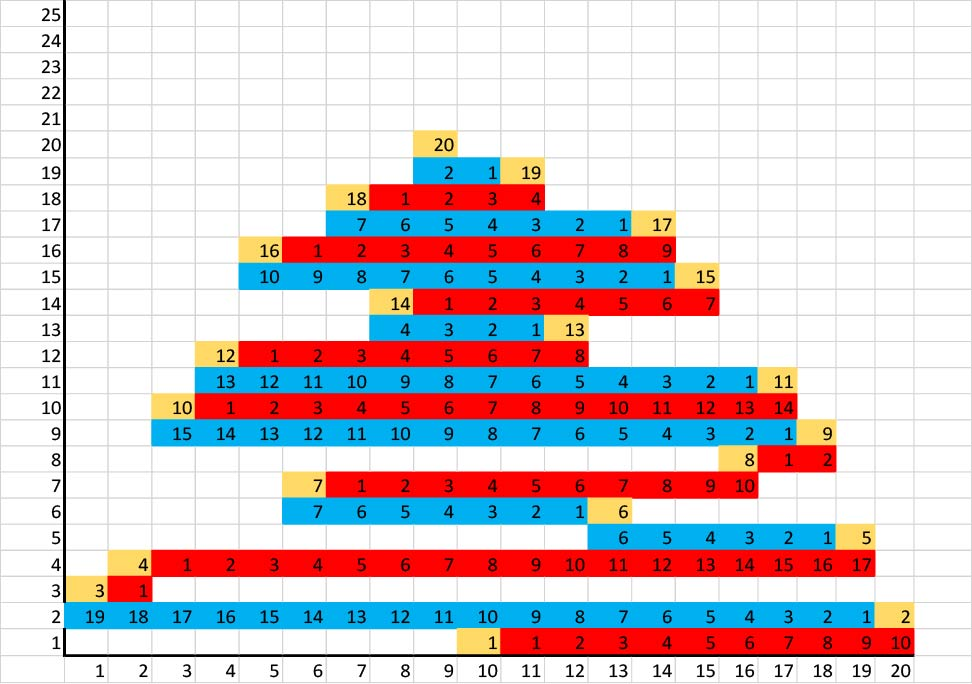 25
24
23
22
21
20 20
19 2 1 19
18 18 1 2 3 4
17 7 6 5 4 3 2 1 17
16 16 1 2 3 4 5 6 7 8 9
15 10 9 8 7 6 5 4 3 2 1 15
14 14 1 2 3 4 5 6 7
13 4 3 2 1 13
12 12 1 2 3 4 5 6 7 8
11 13 12 11 10 9 8 7 6 5 4 3 2 1 11
10 10 1 2 3 4 5 6 7 8 9 10 11 12 13 14
9 15 14 13 12 11 10 9 8 7 6 5 4 3 2 1 9
8 8 1 2
7 7 1 2 3 4 5 6 7 8 9 10
6 7 6 5 4 3 2 1 6
5 6 5 4 3 2 1 5
4 4 1 2 3 4 5 6 7 8 9 10 11 12 13 14 15 16 17
3 3 1
2 19 18 17 16 15 14 13 12 11 10 9 8 7 6 5 4 3 2 1 2
1 1 1 2 3 4 5 6 7 8 9 10
1 2 3 4 5 6 7 8 9 10 11 12 13 14 15 16 17 18 19 20